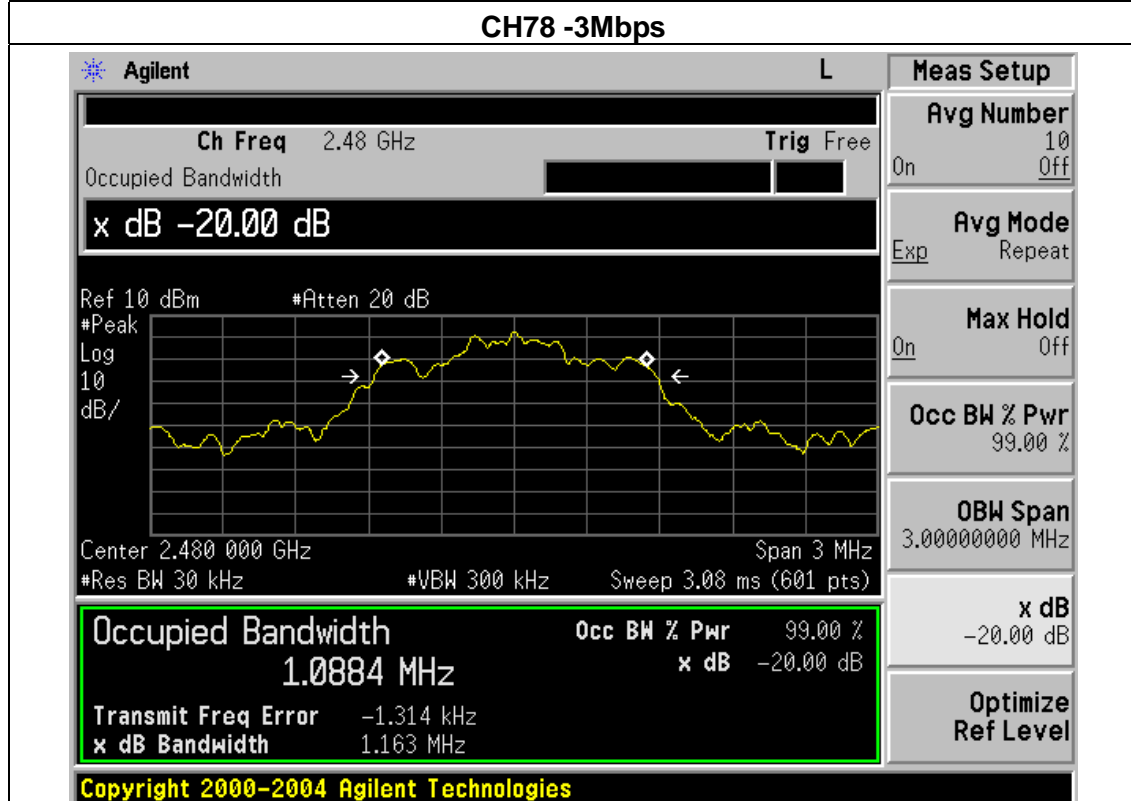 CH78 -3Mbps
Agilent L Meas Setup
Ch Freq 2.48 GHz Trig Free
Occupied Bandwidth
x dB -20.00 dB
Ref 10 dBm #Atten 20 dB
#Peak
Log
10
dB/
Center 2.480 000 GHz Span 3 MHz
#Res BW 30 kHz #VBW 300 kHz Sweep 3.08 ms (601 pts)
Occupied Bandwidth Occ BW % Pwr 99.00 %
1.0884 MHz x dB -20.00 dB
Transmit Freq Error -1.314 kHz
x dB Bandwidth 1.163 MHz
Copyright 2000-2004 Agilent Technologies
Avg Number
10
On Off
Avg Mode
Exp Repeat
Max Hold
On Off
Occ BW % Pwr
99.00 %
OBW Span
3.00000000 MHz
x dB
-20.00 dB
Optimize
Ref Level